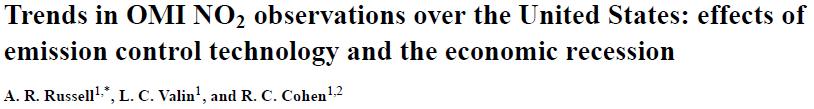 Trends in OMI NO₂ observations over the United States: effects of
emission control technology and the economic recession
A. R. Russell¹,*, L. C. Valin¹, and R. C. Cohen¹,²